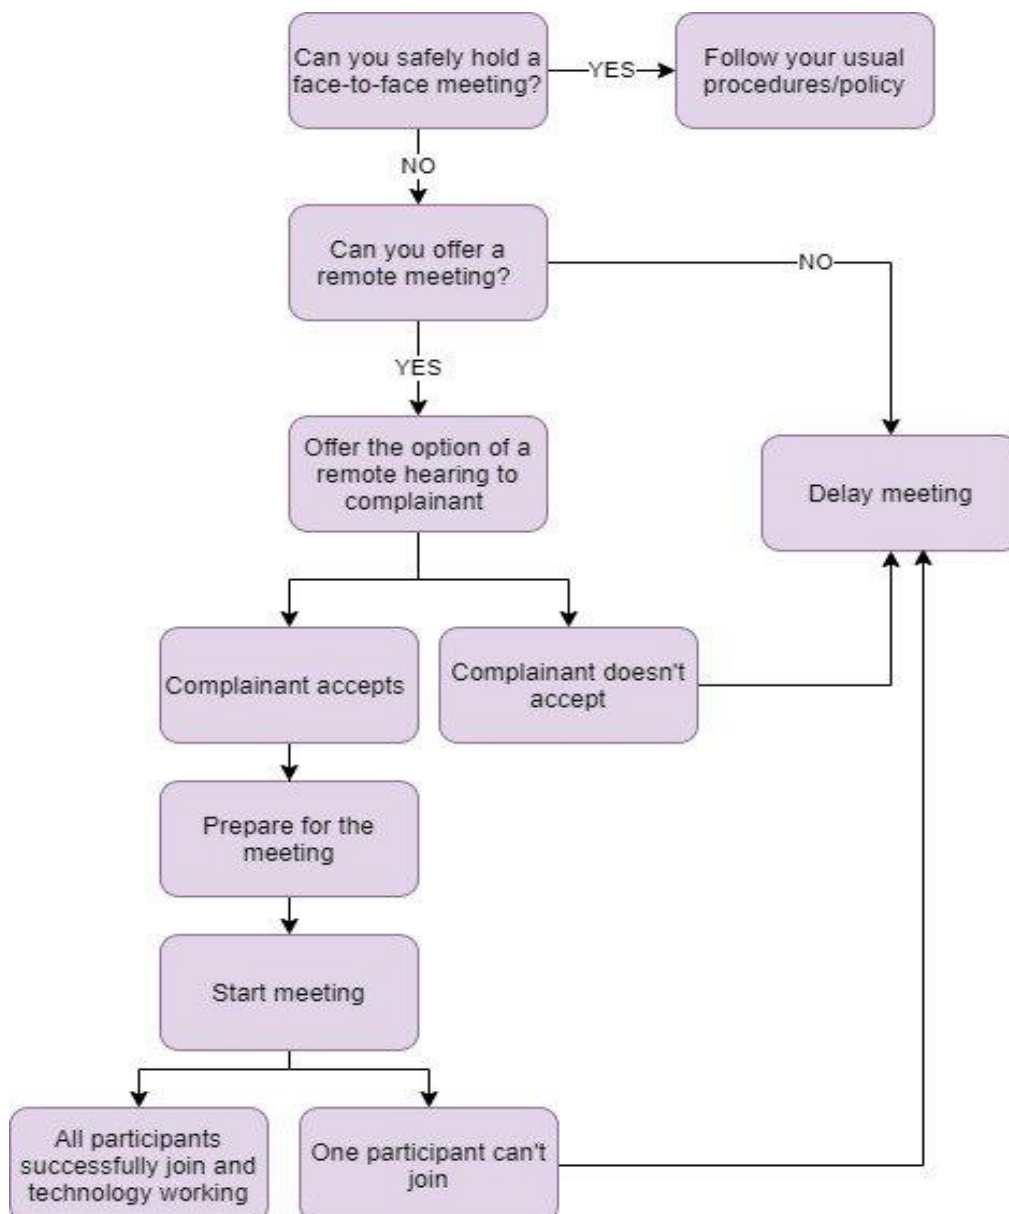 Can you safely hold a
face-to-face meeting?
YES
Follow your usual
procedures/policy
NO
Can you offer a
remote meeting?
NO
YES
Offer the option of a
remote hearing to
complainant
Delay meeting
Complainant accepts
Complainant doesn't
accept
Prepare for the
meeting
Start meeting
All participants
successfully join and
technology working
One participant can't
join